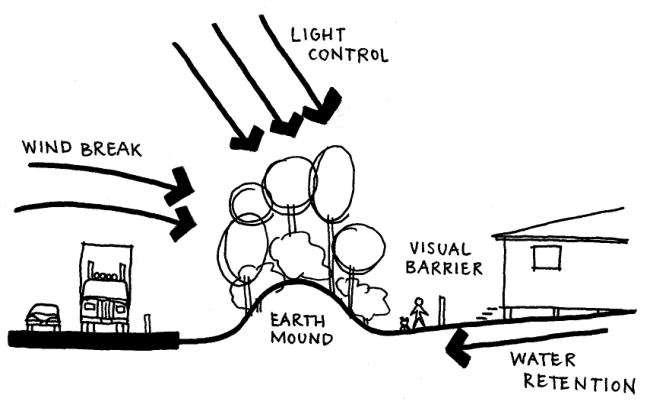 LIGHT
CONTROL
WIND BREAK
VISUAL
BARRIER
EARTH
MOUND
WATER
RETENTION